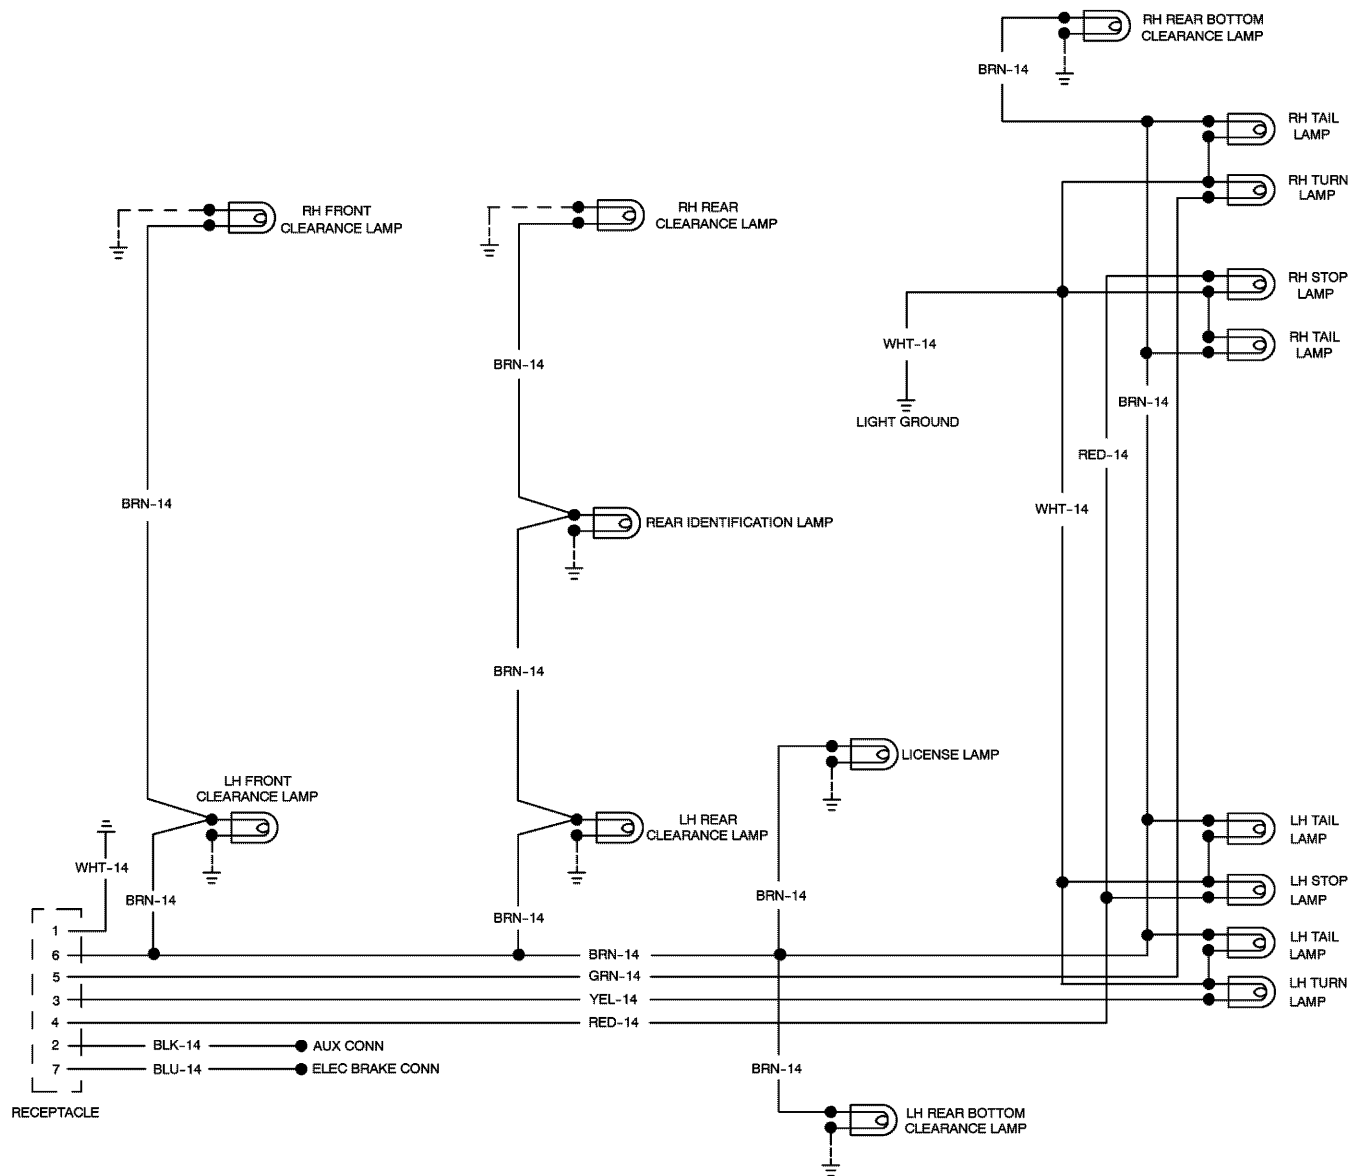 RH REAR BOTTOM
CLEARANCE LAMP
BRN-14
RH TAIL
LAMP
RH TURN
LAMP
RH FRONT
CLEARANCE LAMP
RH REAR
CLEARANCE LAMP
RH STOP
LAMP
WHT-14
RH TAIL
LAMP
BRN-14
BRN-14
LIGHT GROUND
RED-14
BRN-14
WHT-14
REAR IDENTIFICATION LAMP
BRN-14
LICENSE LAMP
LH FRONT
CLEARANCE LAMP
LH REAR
CLEARANCE LAMP
LH TAIL
LAMP
WHT-14
BRN-14
BRN-14
BRN-14
LH STOP
LAMP
1
6
BRN-14
LH TAIL
LAMP
5
GRN-14
3
YEL-14
LH TURN
LAMP
4
RED-14
2
BLK-14
AUX CONN
7
BLU-14
ELEC BRAKE CONN
BRN-14
RECEPTACLE
LH REAR BOTTOM
CLEARANCE LAMP